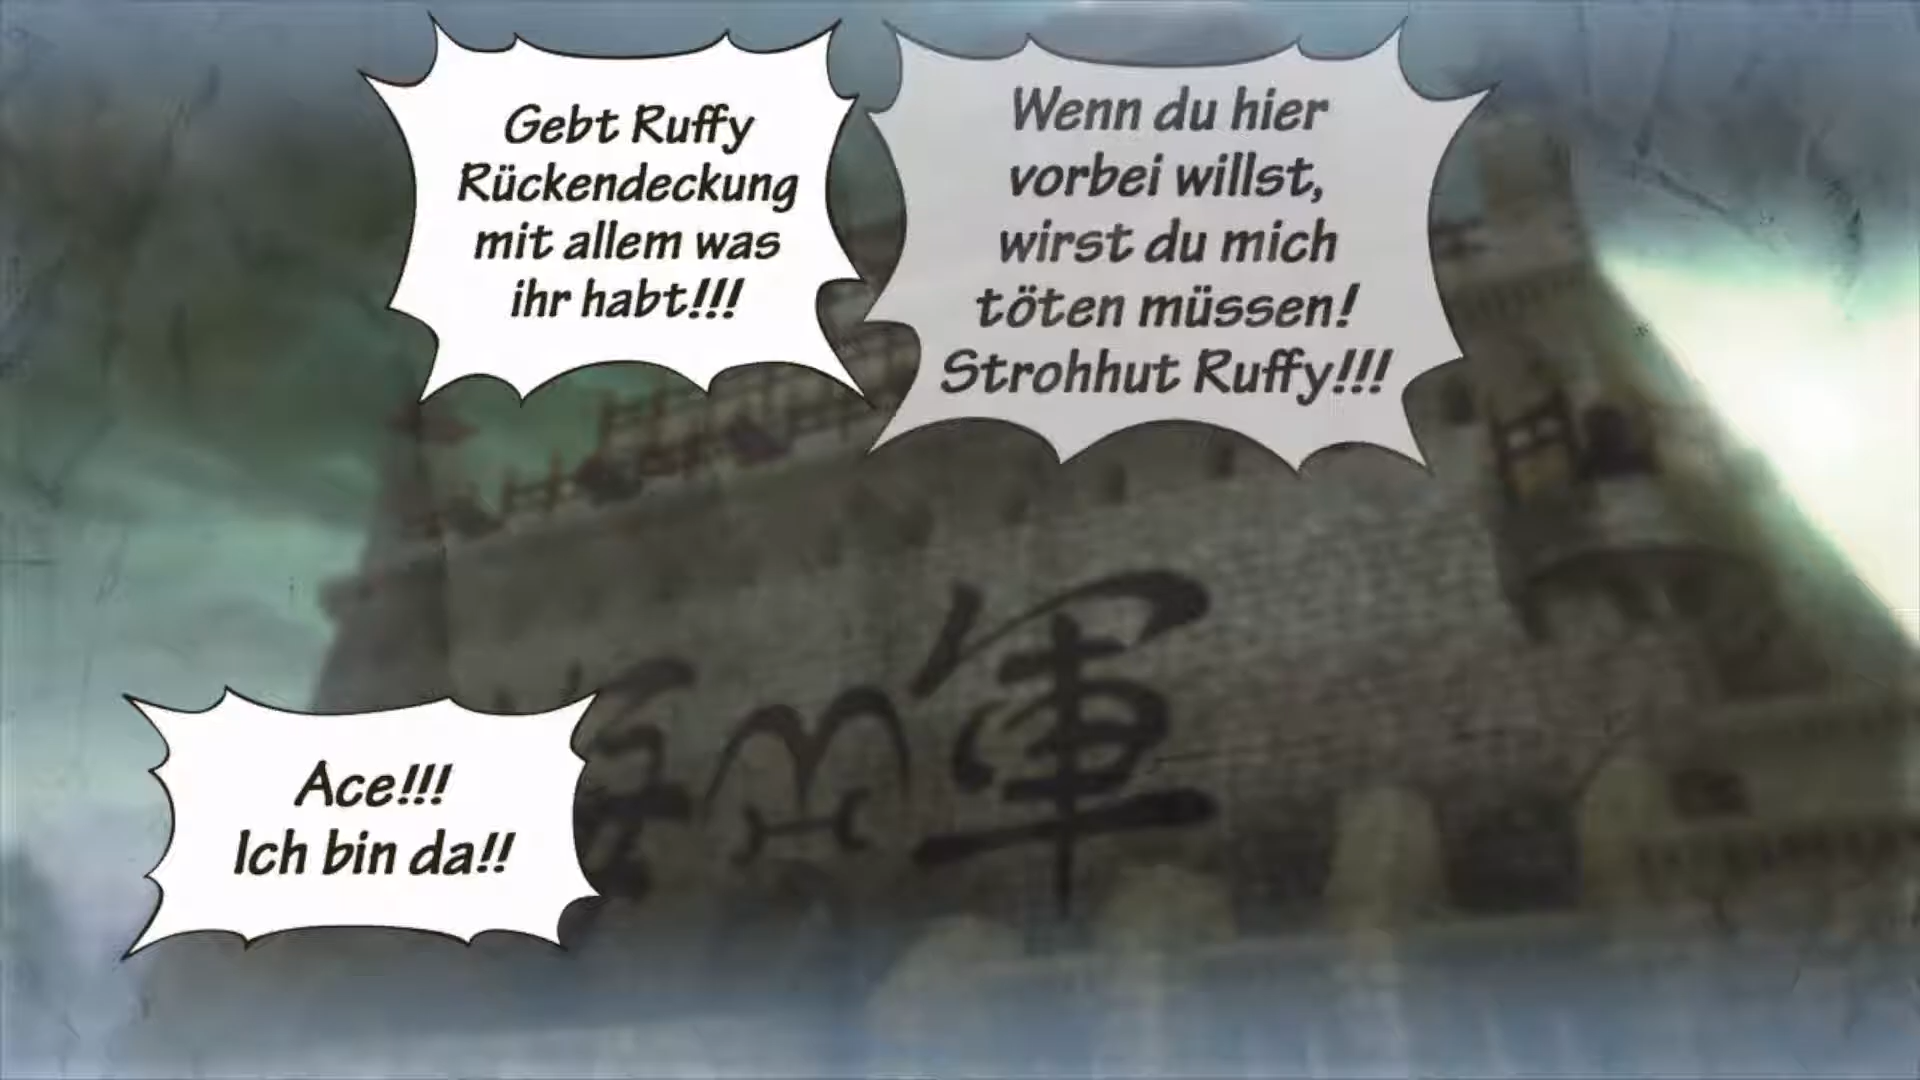 Gebt Ruffy
Rückendeckung
mit allem was
ihr habt!!!
Wenn du hier
vorbei willst,
wirst du mich
töten müssen!
Strohhut Ruffy!!!
Ace!!!
Ich bin da!!
軍